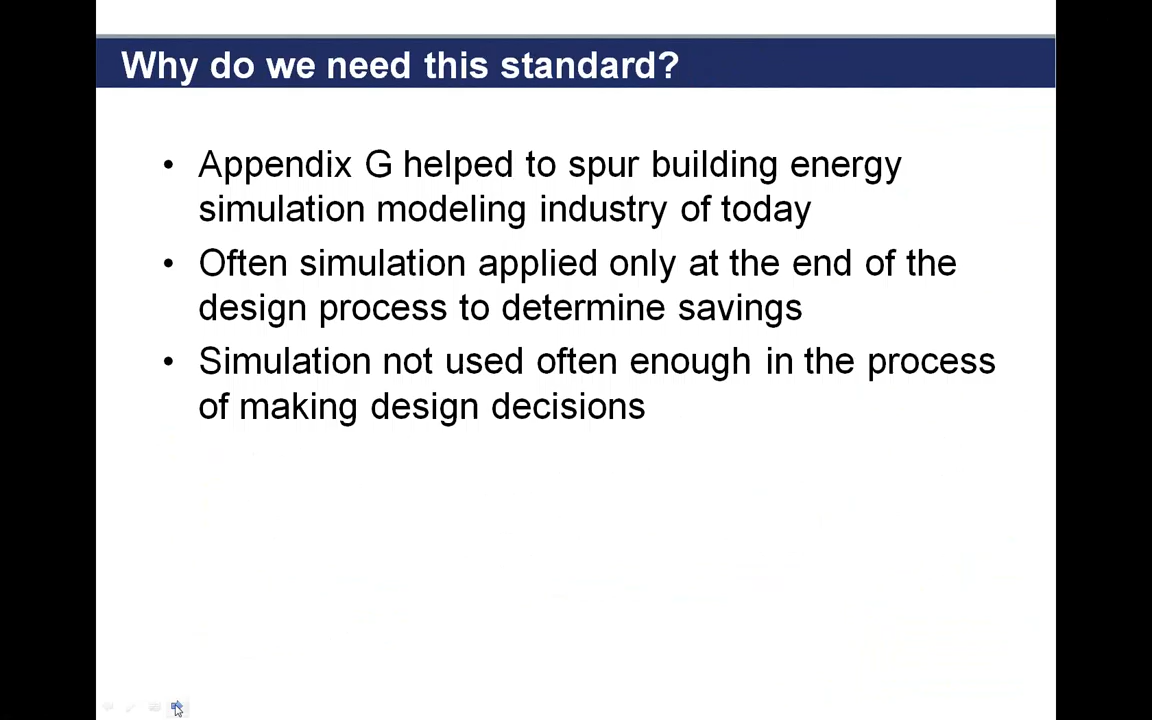 Why do we need this standard?
• Appendix G helped to spur building energy
simulation modeling industry of today
• Often simulation applied only at the end of the
design process to determine savings
• Simulation not used often enough in the process
of making design decisions